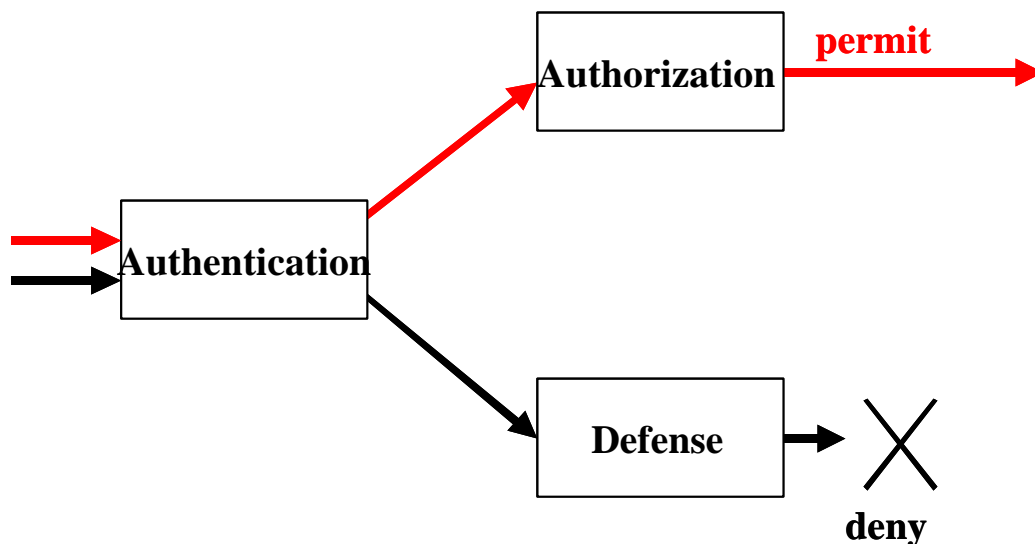 permit
Authorization
Authentication
Defense
deny